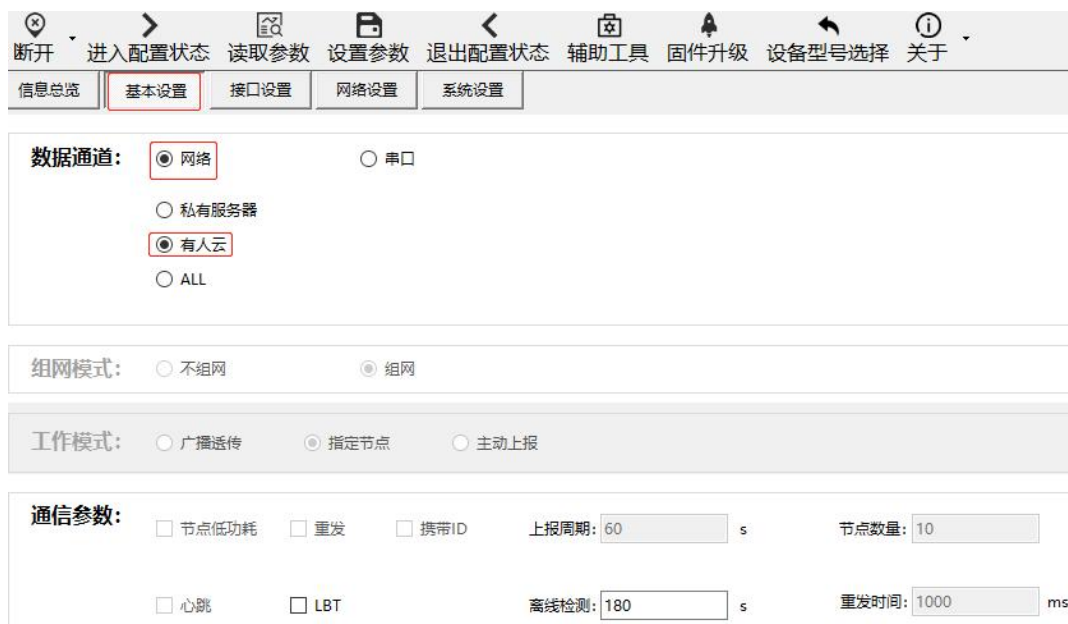 断开 进入配置状态 读取参数 设置参数 退出配置状态 辅助工具 固件升级 设备型号选择 关于
信息总览 基本设置 接口设置 网络设置 系统设置
数据通道: 网络 串口
私有服务器
有人云
ALL
组网模式: 不组网 组网
工作模式: 广播透传 指定节点 主动上报
通信参数: 节点低功耗 重发 携带ID 上报周期: 60 s 节点数量: 10
心跳 LBT 离线检测: 180 s 重发时间: 1000 ms